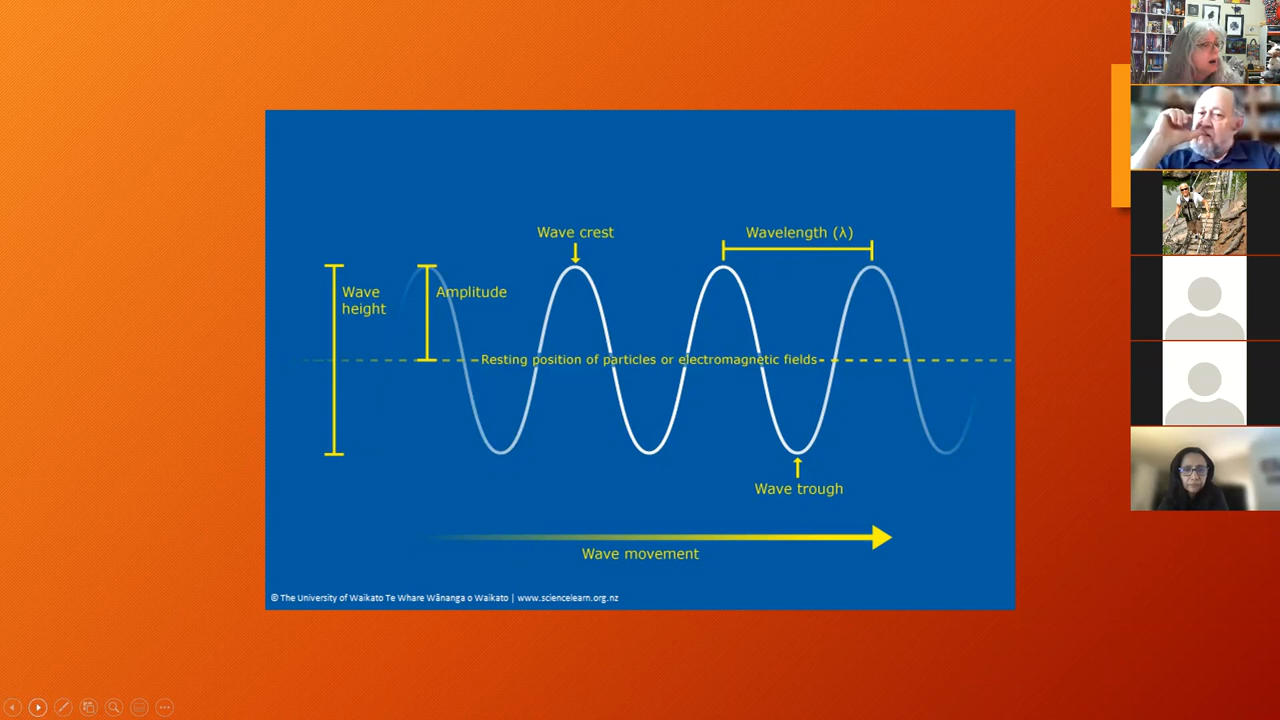 Wave crest
Wavelength (λ)
Wave
height
Amplitude
Resting position of particles or electromagnetic fields
Wave trough
Wave movement
© The University of Waikato Te Whare Wānanga o Waikato | www.sciencelearn.org.nz